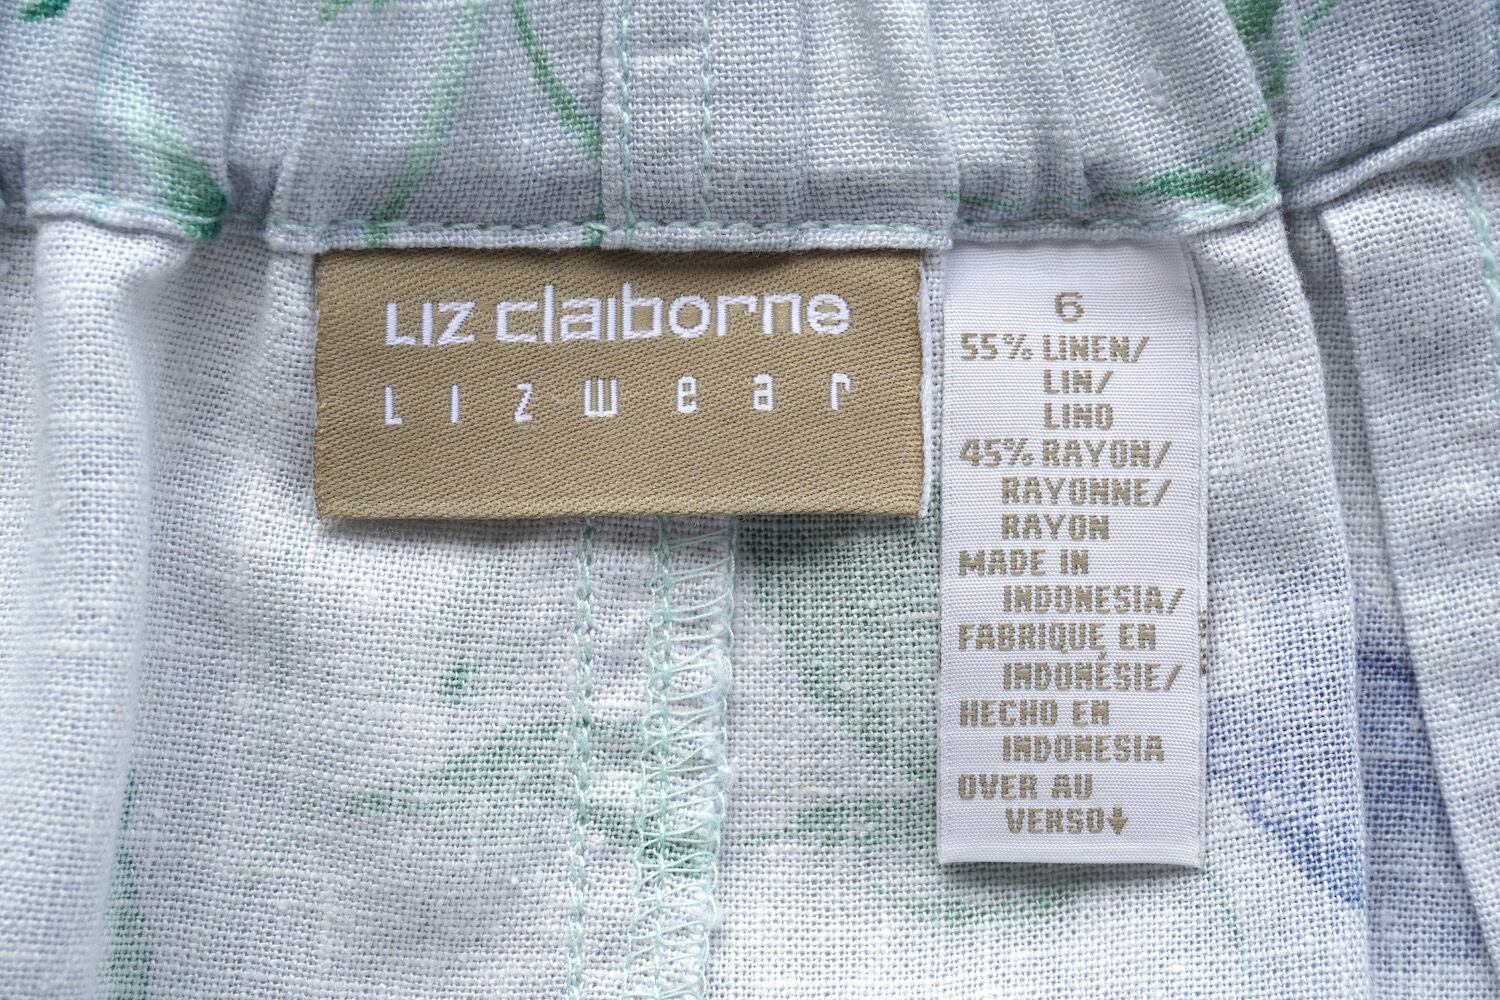 LIZ claiborne
LIZwear
6
55% LINEN/
LIN/
LINO
45% RAYON/
RAYONNE/
RAYON
MADE IN
INDONESIA/
FABRIQUÉ EN
INDONÉSIE/
HECHO EN
INDONESIA
OVER AU
VERSO↓